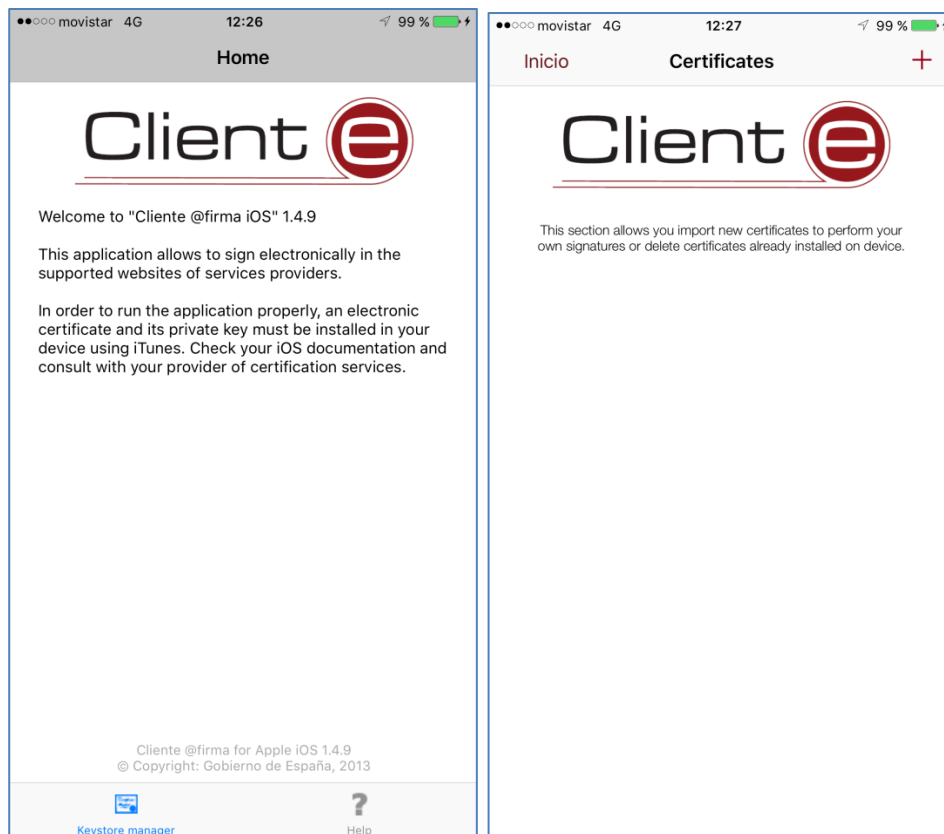 movistar 4G 12:26 99 %
Home
Client e
Welcome to "Cliente @firma iOS" 1.4.9
This application allows to sign electronically in the
supported websites of services providers.
In order to run the application properly, an electronic
certificate and its private key must be installed in your
device using iTunes. Check your iOS documentation and
consult with your provider of certification services.
Cliente @firma for Apple iOS 1.4.9
© Copyright: Gobierno de España, 2013
Keystore manager
Help
movistar 4G 12:27 99 %
Inicio Certificates +
Client e
This section allows you import new certificates to perform your
own signatures or delete certificates already installed on device.